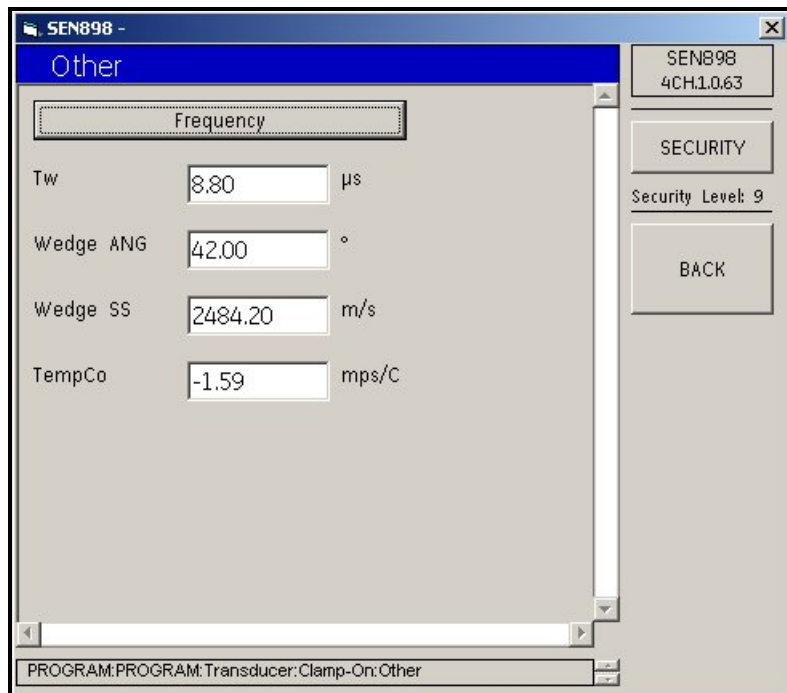 SEN898 -
Other
SEN898
4CH.1.0.63
Frequency
SECURITY
Security Level: 9
Tw 8.80 µs
Wedge ANG 42.00 °
BACK
Wedge SS 2484.20 m/s
TempCo -1.59 mps/C
PROGRAM:PROGRAM:Transducer:Clamp-On:Other